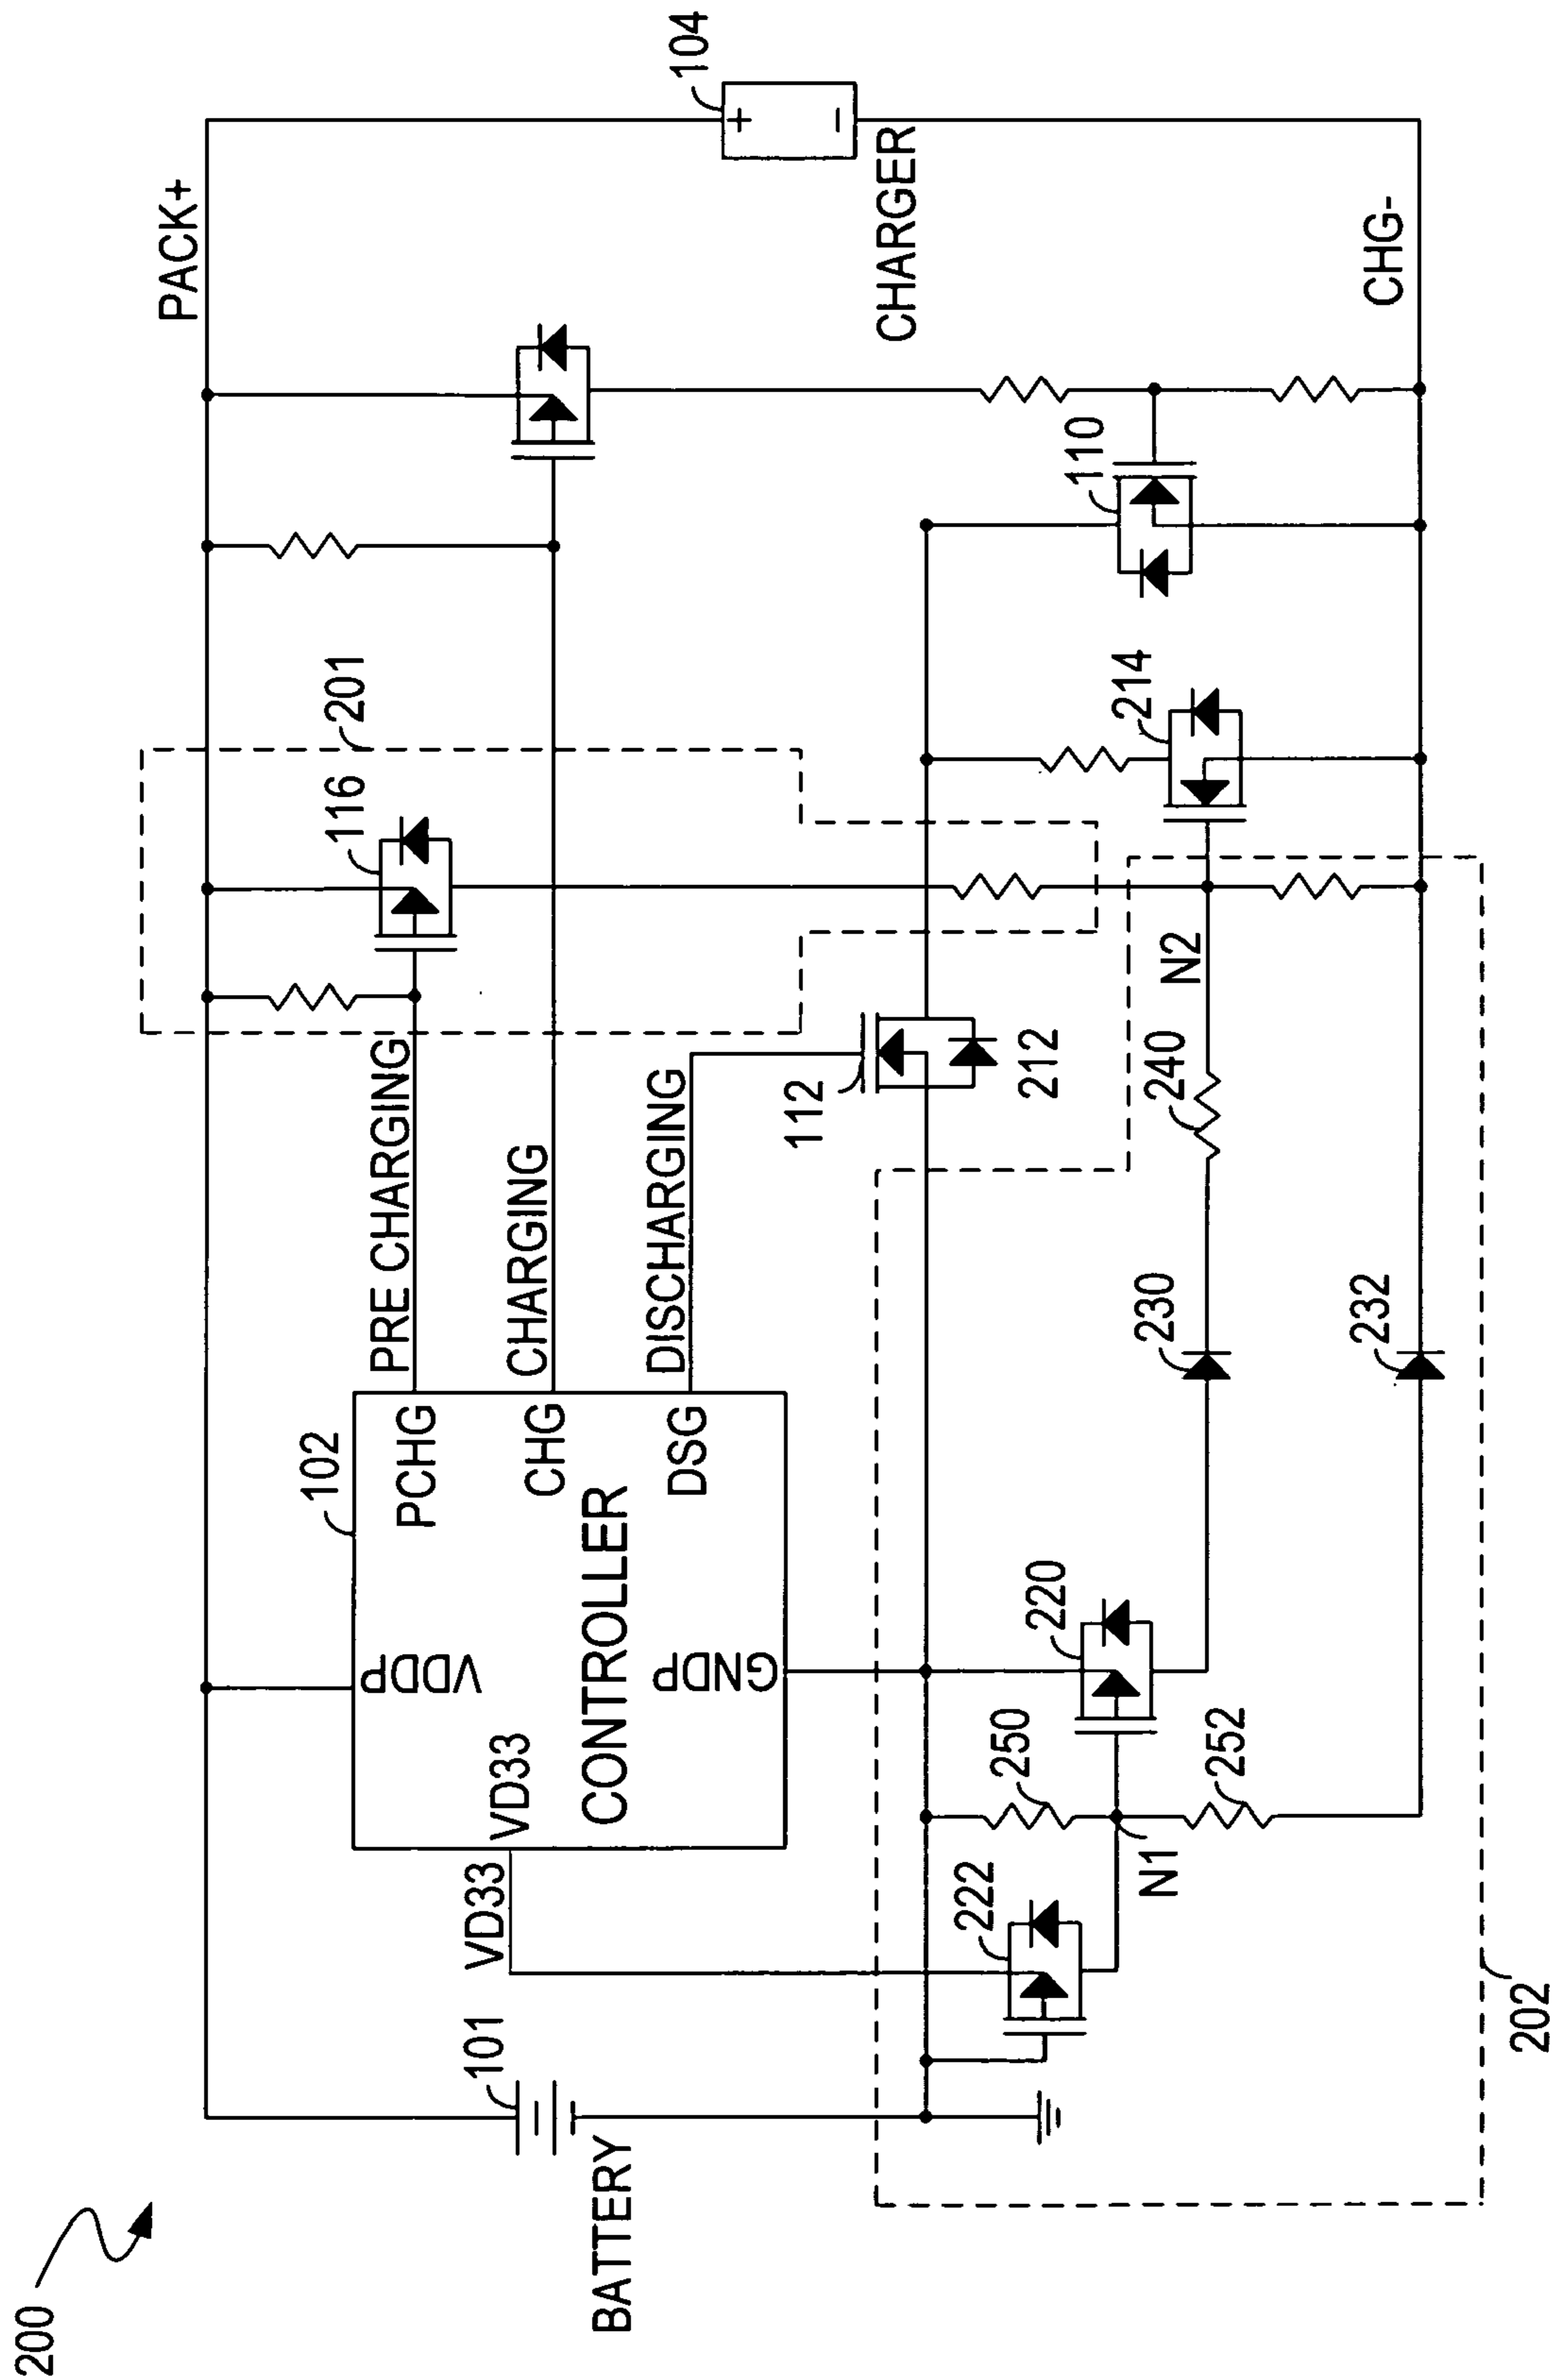 200
PACK+
BATTERY
101
VD33
VD33
VDDP
GNDP
CONTROLLER
102
PCHG
CHG
DSG
PRE CHARGING
CHARGING
DISCHARGING
116
201
112
212
104
CHARGER
CHG-
110
214
N2
240
230
232
220
250
252
222
N1
202